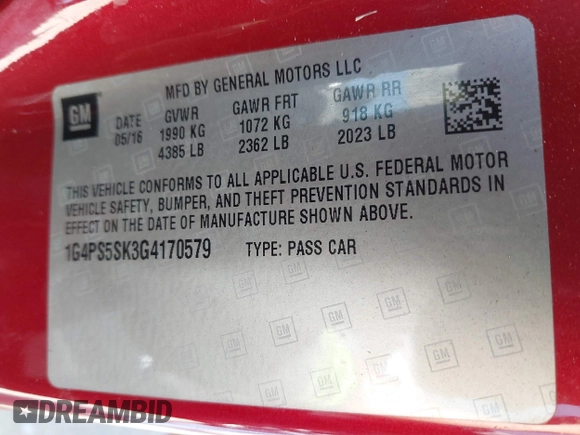 MFD BY GENERAL MOTORS LLC
GM
DATE GVWR GAWR FRT GAWR RR
05/16 1990 KG 1072 KG 918 KG
4385 LB 2362 LB 2023 LB
THIS VEHICLE CONFORMS TO ALL APPLICABLE U.S. FEDERAL MOTOR
VEHICLE SAFETY, BUMPER, AND THEFT PREVENTION STANDARDS IN
EFFECT ON THE DATE OF MANUFACTURE SHOWN ABOVE.
1G4PS5SK3G4170579 TYPE: PASS CAR
DREAMBID